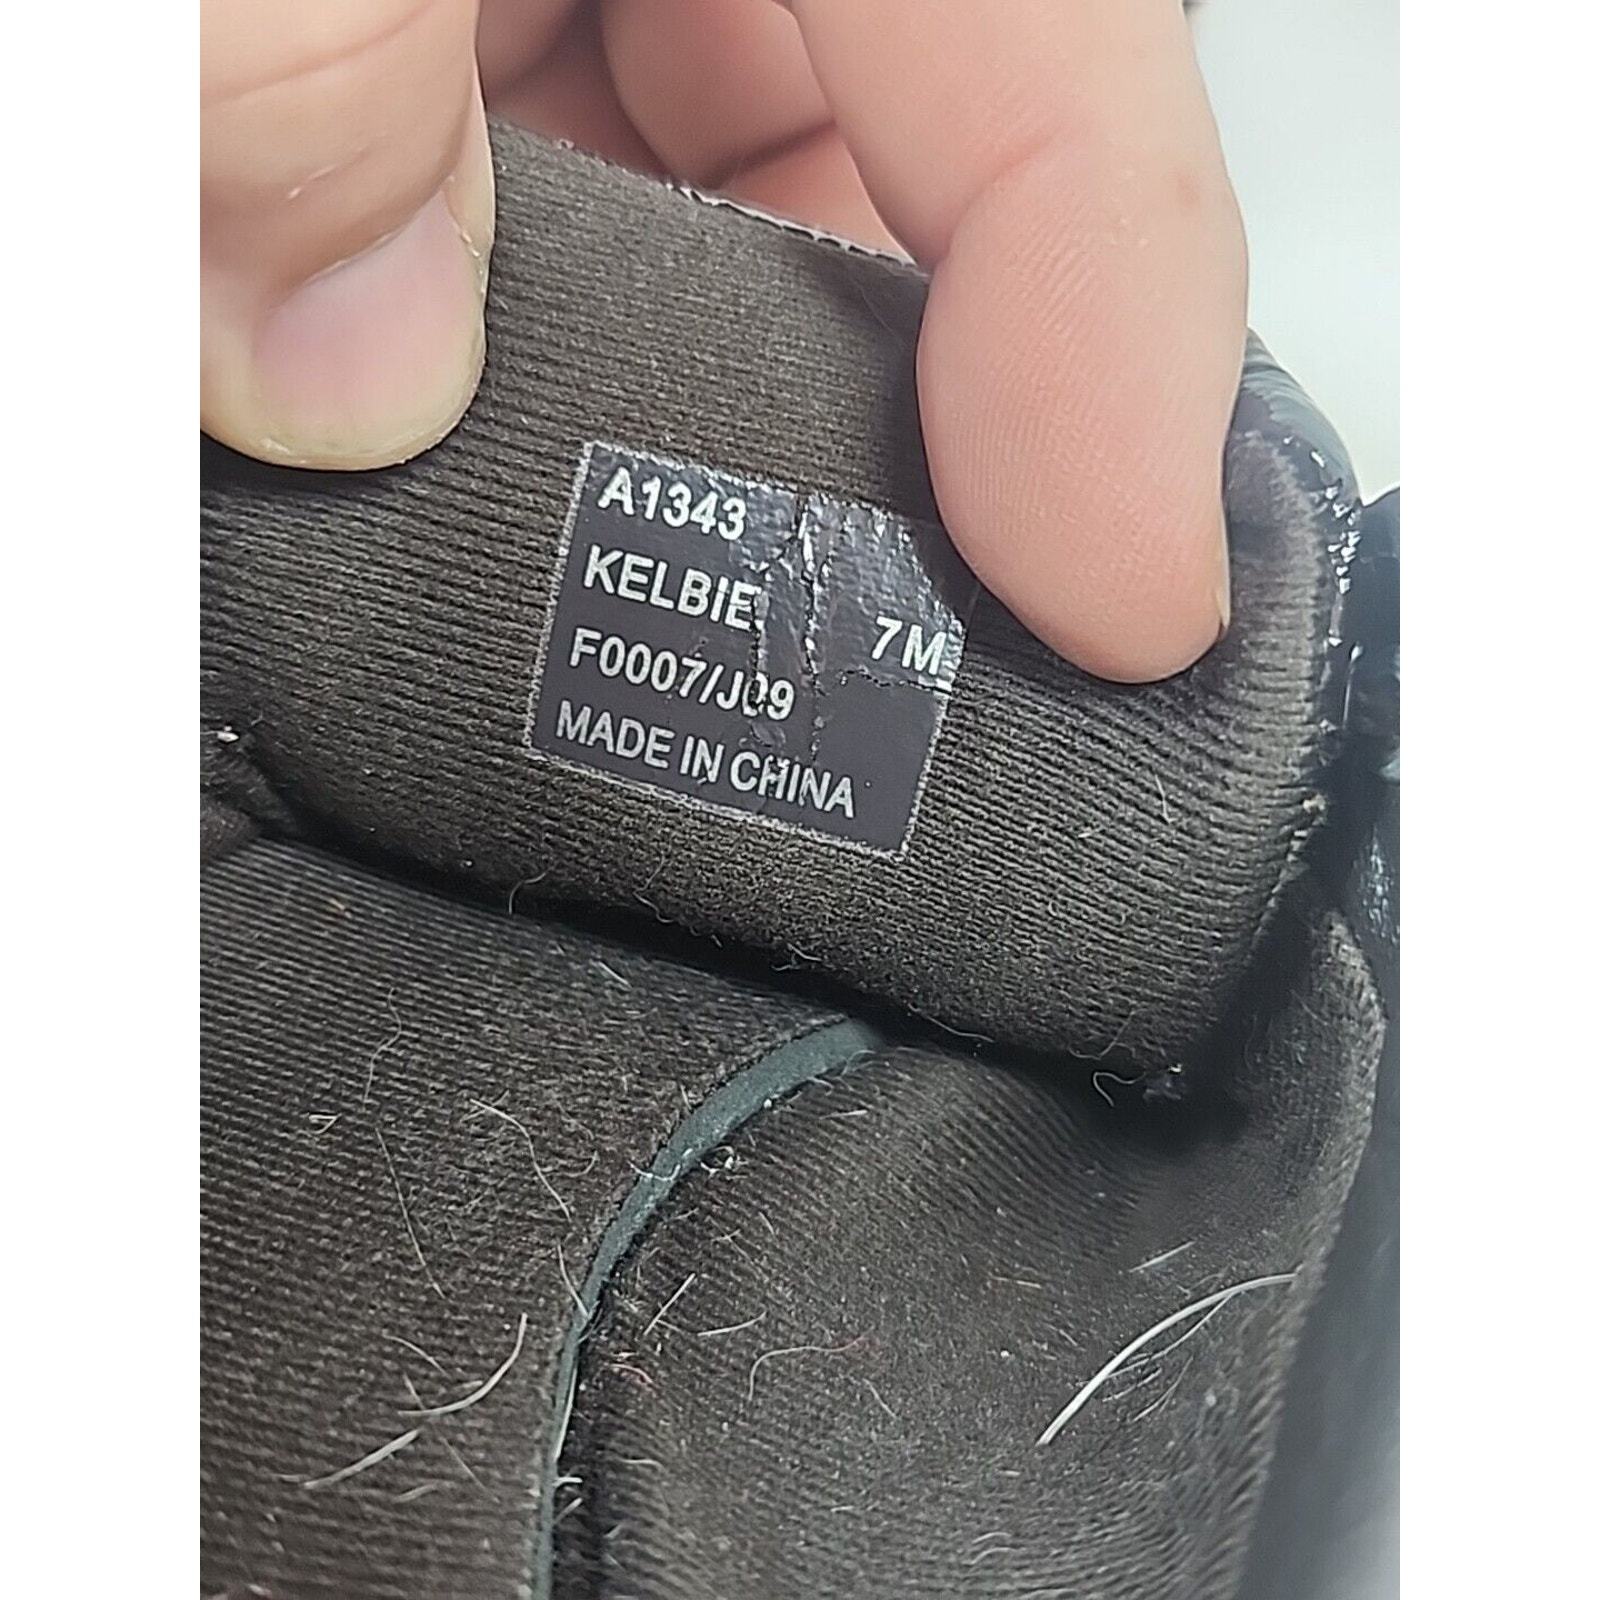 A1343
KELBIE 7M
F0007/J09
MADE IN CHINA